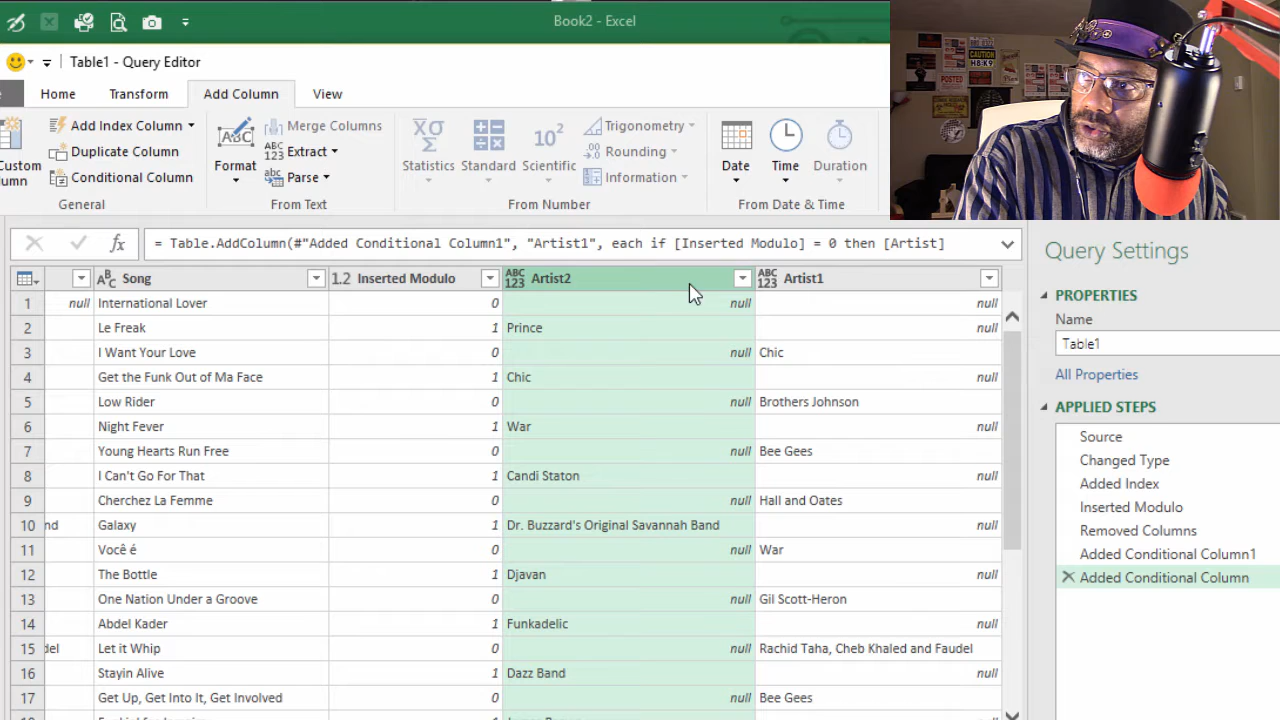 Book2 - Excel
Table1 - Query Editor
Home Transform Add Column View
Custom Column
Add Index Column
Duplicate Column
Conditional Column
General
Format
Merge Columns
Extract
Parse
From Text
Statistics
Standard
Scientific
Trigonometry
Rounding
Information
From Number
Date
Time
Duration
From Date & Time
CAUTION
POSTED
= Table.AddColumn(#"Added Conditional Column1", "Artist1", each if [Inserted Modulo] = 0 then [Artist]
Song 1.2 Inserted Modulo ABC 123 Artist2 ABC 123 Artist1
1 null International Lover 0 null null
2 Le Freak 1 Prince null
3 I Want Your Love 0 null Chic
4 Get the Funk Out of Ma Face 1 Chic null
5 Low Rider 0 null Brothers Johnson
6 Night Fever 1 War null
7 Young Hearts Run Free 0 null Bee Gees
8 I Can't Go For That 1 Candi Staton null
9 Cherchez La Femme 0 null Hall and Oates
10 nd Galaxy 1 Dr. Buzzard's Original Savannah Band null
11 Você é 0 null War
12 The Bottle 1 Djavan null
13 One Nation Under a Groove 0 null Gil Scott-Heron
14 Abdel Kader 1 Funkadelic null
15 del Let it Whip 0 null Rachid Taha, Cheb Khaled and Faudel
16 Stayin Alive 1 Dazz Band null
17 Get Up, Get Into It, Get Involved 0 null Bee Gees
Query Settings
PROPERTIES
Name
Table1
All Properties
APPLIED STEPS
Source
Changed Type
Added Index
Inserted Modulo
Removed Columns
Added Conditional Column1
Added Conditional Column